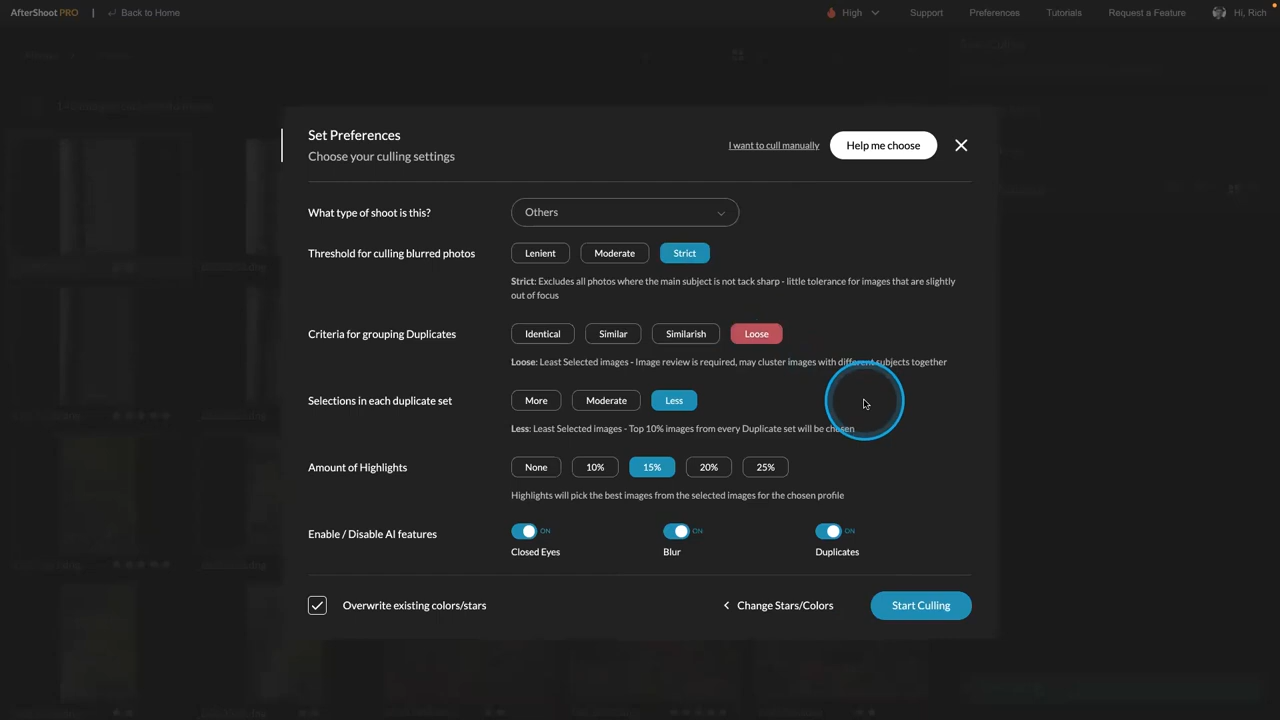 AfterShoot PRO | Back to Home High Support Preferences Tutorials Request a Feature Hi, Rich
Set Preferences
Choose your culling settings
I want to cull manually Help me choose
What type of shoot is this? Others
Threshold for culling blurred photos Lenient Moderate Strict
Strict: Excludes all photos where the main subject is not tack sharp - little tolerance for images that are slightly
out of focus
Criteria for grouping Duplicates Identical Similar Similarish Loose
Loose: Least Selected images - Image review is required, may cluster images with different subjects together
Selections in each duplicate set More Moderate Less
Less: Least Selected images - Top 10% images from every Duplicate set will be chosen
Amount of Highlights None 10% 15% 20% 25%
Highlights will pick the best images from the selected images for the chosen profile
Enable / Disable AI features ON ON ON
Closed Eyes Blur Duplicates
Overwrite existing colors/stars Change Stars/Colors Start Culling